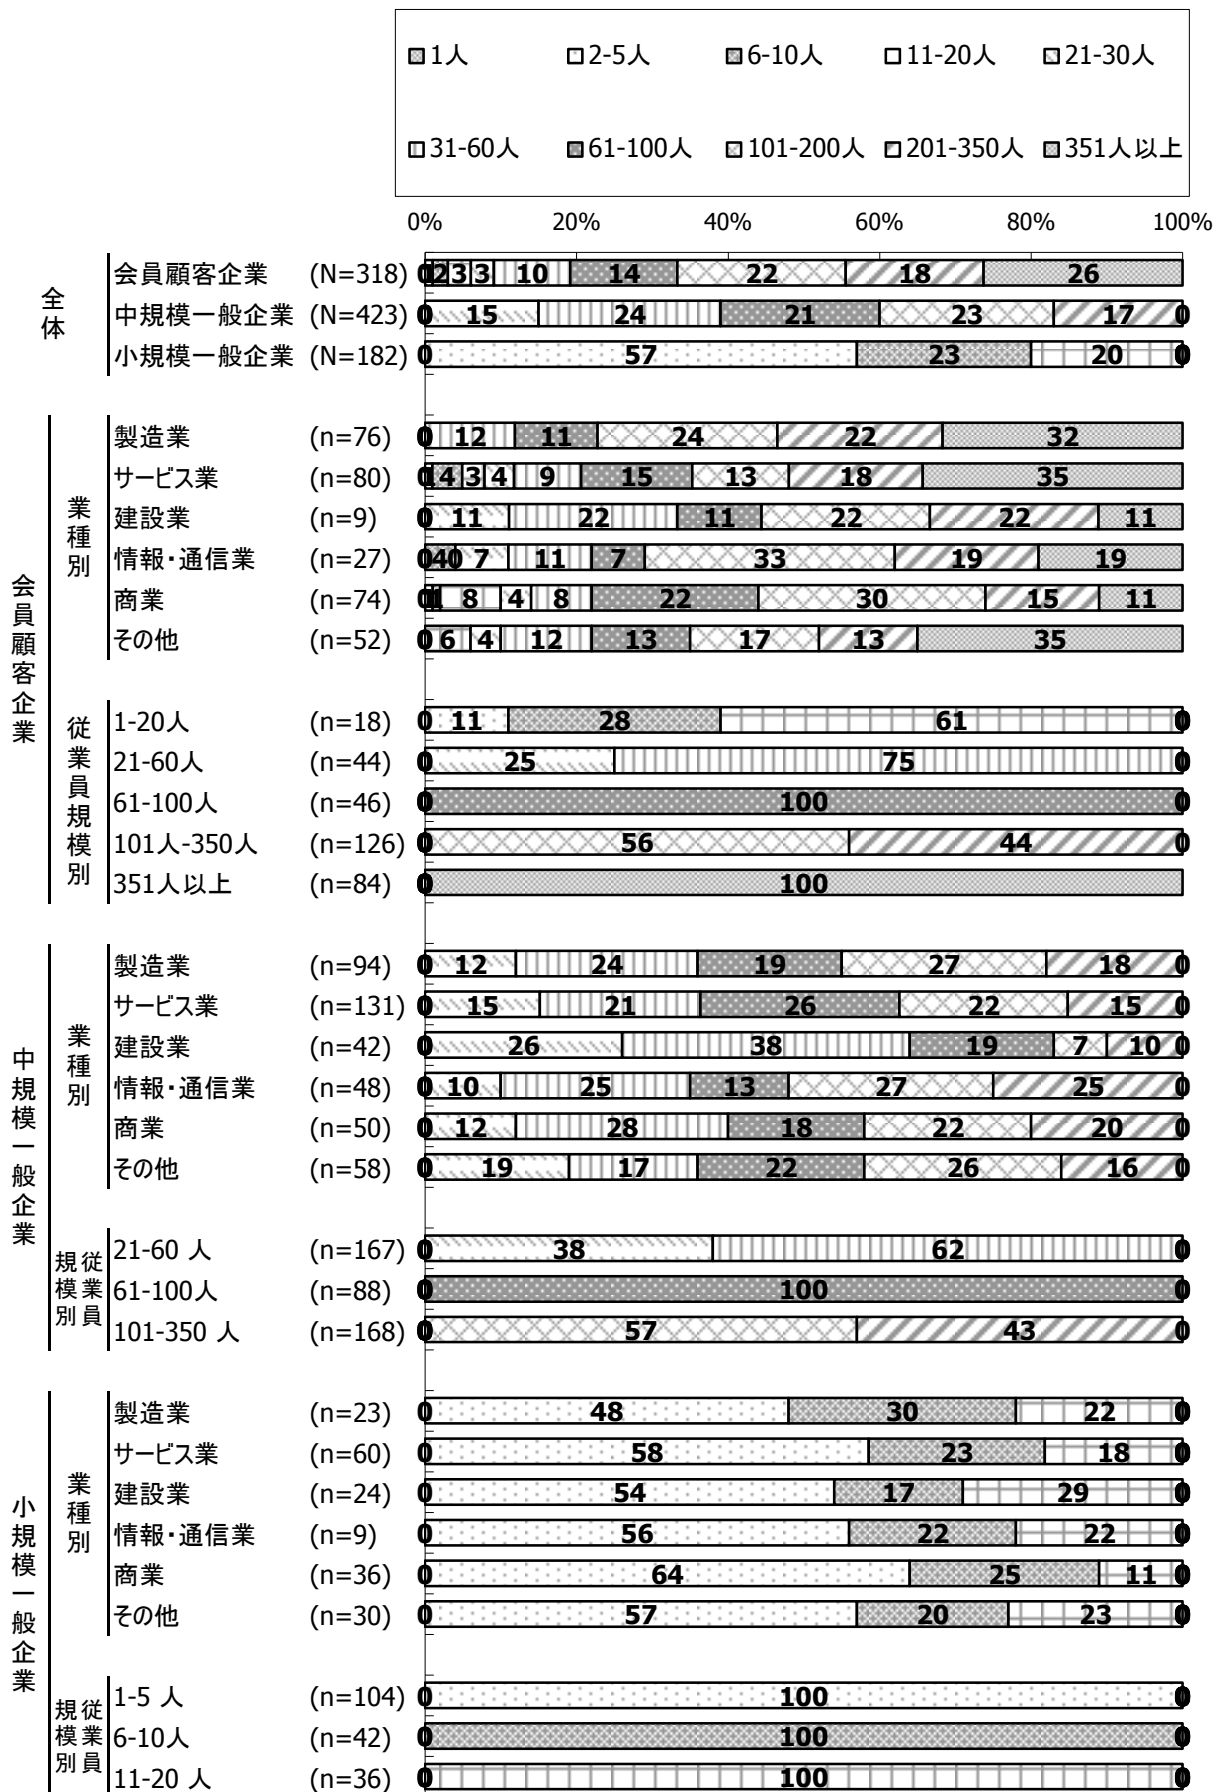 1人 2-5人 6-10人 11-20人 21-30人
31-60人 61-100人 101-200人 201-350人 351人以上
0% 20% 40% 60% 80% 100%
全体
会員顧客企業 (N=318) 0 1 2 3 3 10 14 22 18 26
中規模一般企業 (N=423) 0 15 24 21 23 17 0
小規模一般企業 (N=182) 0 57 23 20 0
会員顧客企業
業種別
製造業 (n=76) 0 12 11 24 22 32
サービス業 (n=80) 0 1 4 3 4 9 15 13 18 35
建設業 (n=9) 0 11 22 11 22 22 11
情報・通信業 (n=27) 0 4 0 7 11 7 33 19 19
商業 (n=74) 0 1 8 4 8 22 30 15 11
その他 (n=52) 0 6 4 12 13 17 13 35
従業員規模別
1-20人 (n=18) 0 11 28 61 0
21-60人 (n=44) 0 25 75 0
61-100人 (n=46) 0 100 0
101人-350人 (n=126) 0 56 44 0
351人以上 (n=84) 0 100
中規模一般企業
業種別
製造業 (n=94) 0 12 24 19 27 18 0
サービス業 (n=131) 0 15 21 26 22 15 0
建設業 (n=42) 0 26 38 19 7 10 0
情報・通信業 (n=48) 0 10 25 13 27 25 0
商業 (n=50) 0 12 28 18 22 20 0
その他 (n=58) 0 19 17 22 26 16 0
従業員規模別
21-60 人 (n=167) 0 38 62 0
61-100人 (n=88) 0 100 0
101-350 人 (n=168) 0 57 43 0
小規模一般企業
業種別
製造業 (n=23) 0 48 30 22 0
サービス業 (n=60) 0 58 23 18 0
建設業 (n=24) 0 54 17 29 0
情報・通信業 (n=9) 0 56 22 22 0
商業 (n=36) 0 64 25 11 0
その他 (n=30) 0 57 20 23 0
従業員規模別
1-5 人 (n=104) 0 100 0
6-10人 (n=42) 0 100 0
11-20 人 (n=36) 0 100 0